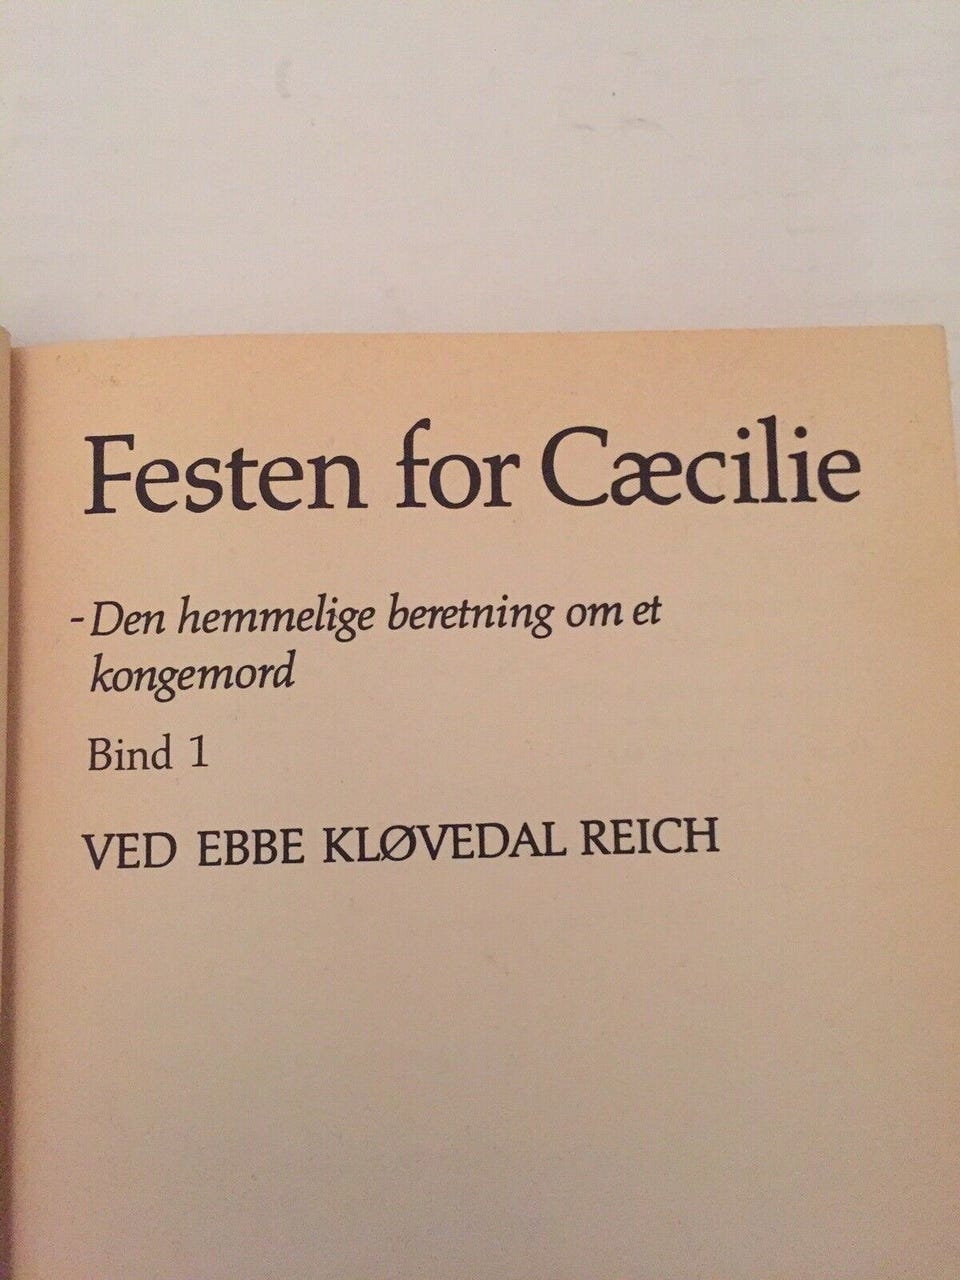 Festen for Cæcilie
- Den hemmelige beretning om et
kongemord
Bind 1
VED EBBE KLØVEDAL REICH